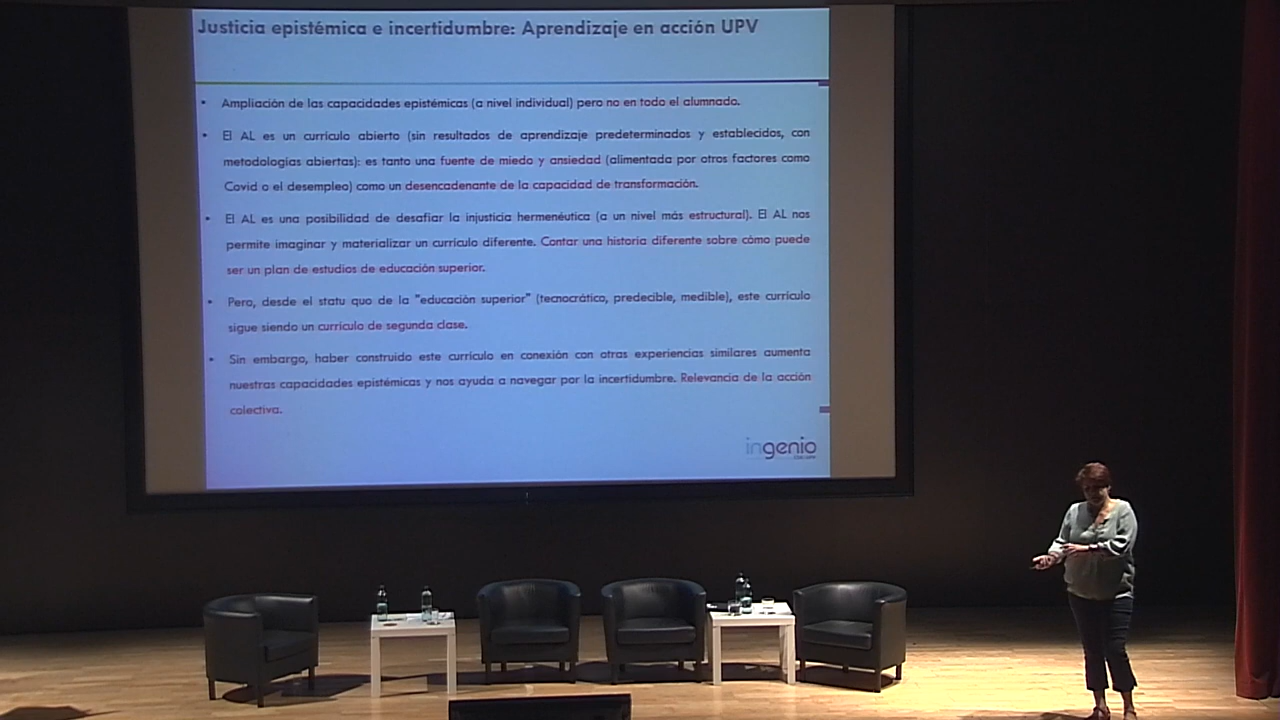 Justicia epistémica e incertidumbre: Aprendizaje en acción UPV
• Ampliación de las capacidades epistémicas (a nivel individual) pero no en todo el alumnado.
• El AL es un currículo abierto (sin resultados de aprendizaje predeterminados y establecidos, con
metodologías abiertas): es tanto una fuente de miedo y ansiedad (alimentada por otros factores como
Covid o el desempleo) como un desencadenante de la capacidad de transformación.
• El AL es una posibilidad de desafiar la injusticia hermenéutica (a un nivel más estructural). El AL nos
permite imaginar y materializar un currículo diferente. Contar una historia diferente sobre cómo puede
ser un plan de estudios de educación superior.
• Pero, desde el statu quo de la "educación superior" (tecnocrático, predecible, medible), este currículo
sigue siendo un currículo de segunda clase.
• Sin embargo, haber construido este currículo en conexión con otras experiencias similares aumenta
nuestras capacidades epistémicas y nos ayuda a navegar por la incertidumbre. Relevancia de la acción
colectiva.
ingenio